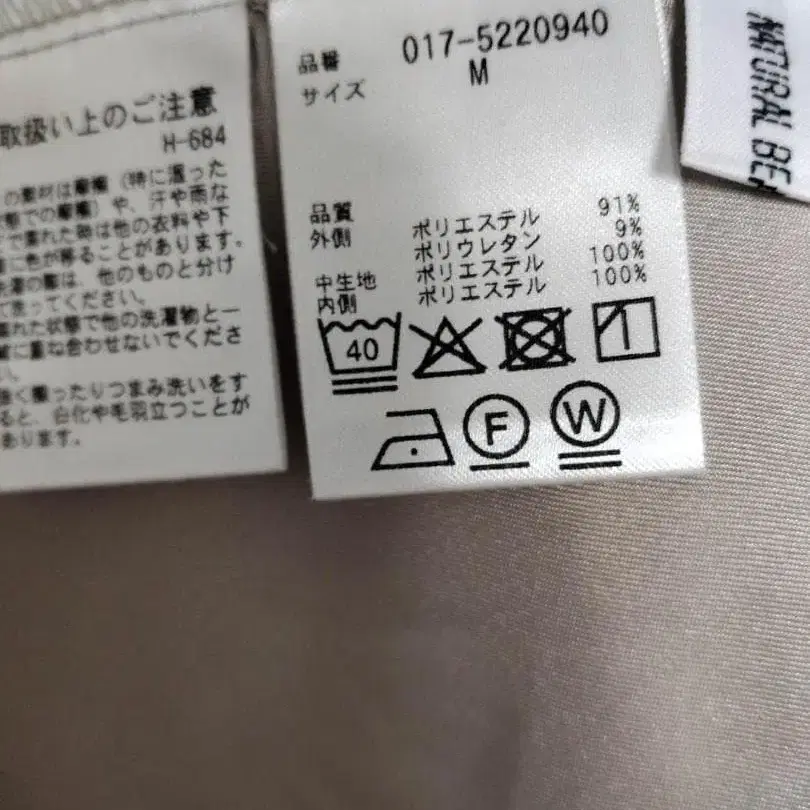 取扱い上のご注意
H-684
の素材は摩擦（特に湿った
態での摩擦）や、汗や雨な
で濡れた時は他の衣料や下
に色が移ることがあります。
洗濯の際は、他のものと分け
て洗ってください。
濡れた状態で他の洗濯物と一
緒に重ね合わせないでくださ
い。
強く擦ったりつまみ洗いをす
ると、白化や毛羽立つことが
あります。
品番 017-5220940
サイズ M
品質
外側 ポリエステル 91%
ポリウレタン 9%
中生地 ポリエステル 100%
内側 ポリエステル 100%
40
F W
NATURAL BE